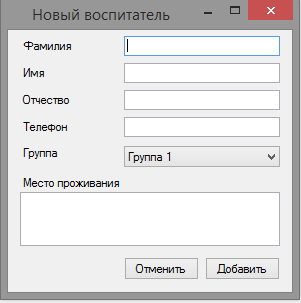 Новый воспитатель
Фамилия
Имя
Отчество
Телефон
Группа Группа 1
Место проживания
Отменить Добавить